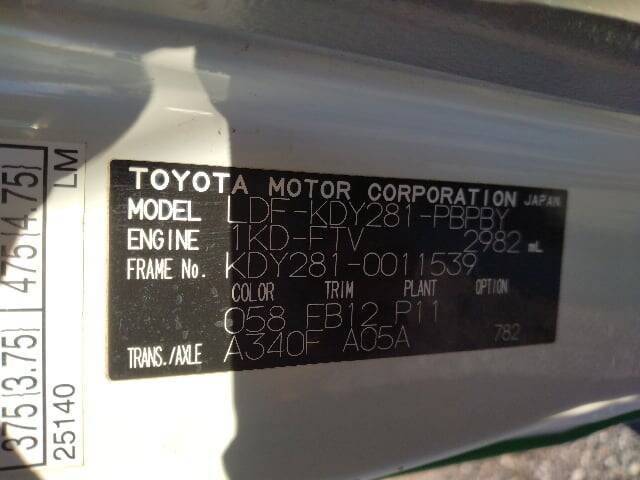 TOYOTA MOTOR CORPORATION JAPAN
MODEL LDF-KDY281-PBPBY
ENGINE 1KD-FTV 2982 mL
FRAME No. KDY281-0011539
COLOR TRIM PLANT OPTION
058 FB12 P11
TRANS./AXLE A340F A05A 782
375{3.75} 475{4.75}
25140 LM